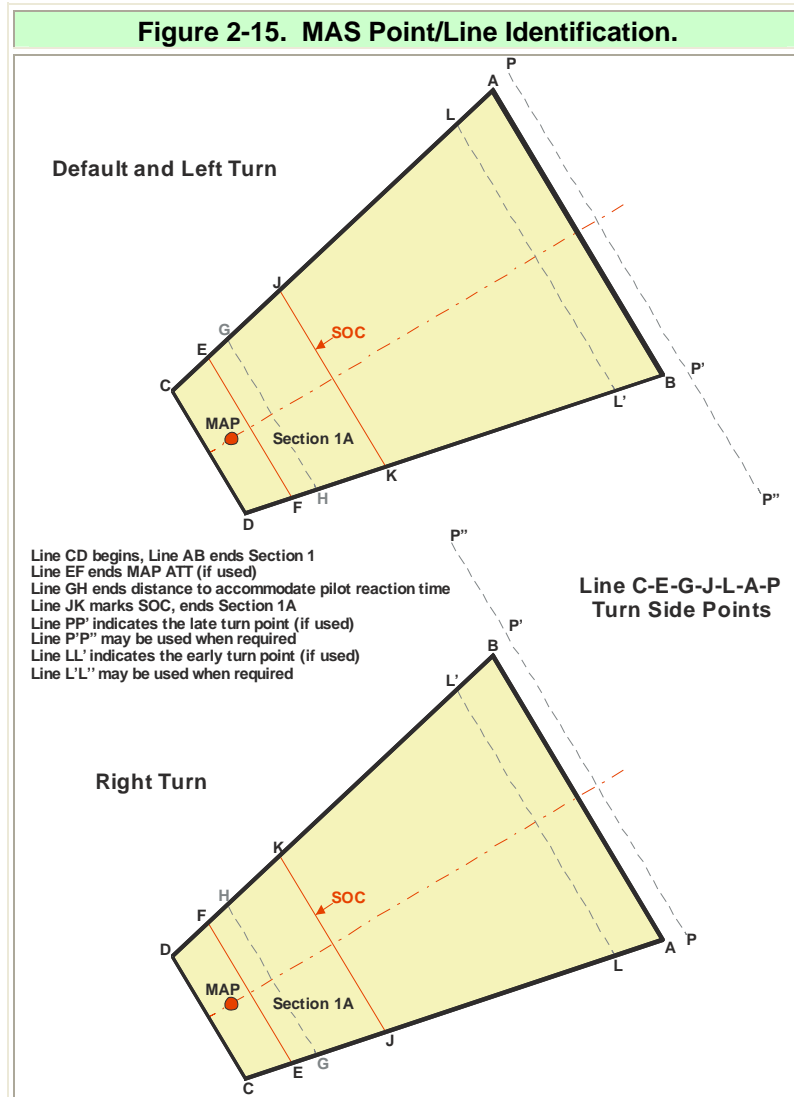 Figure 2-15. MAS Point/Line Identification.
P
A
L
Default and Left Turn
J
G
SOC
E
C
P'
B
L'
MAP
Section 1A
K
P”
F
H
D
P”
Line CD begins, Line AB ends Section 1
Line EF ends MAP ATT (if used)
Line GH ends distance to accommodate pilot reaction time
Line JK marks SOC, ends Section 1A
Line PP' indicates the late turn point (if used)
Line P'P” may be used when required
Line LL' indicates the early turn point (if used)
Line L'L'' may be used when required
Line C-E-G-J-L-A-P
Turn Side Points
P'
B
L'
Right Turn
K
H
SOC
F
D
P
A
L
MAP
Section 1A
J
G
E
C